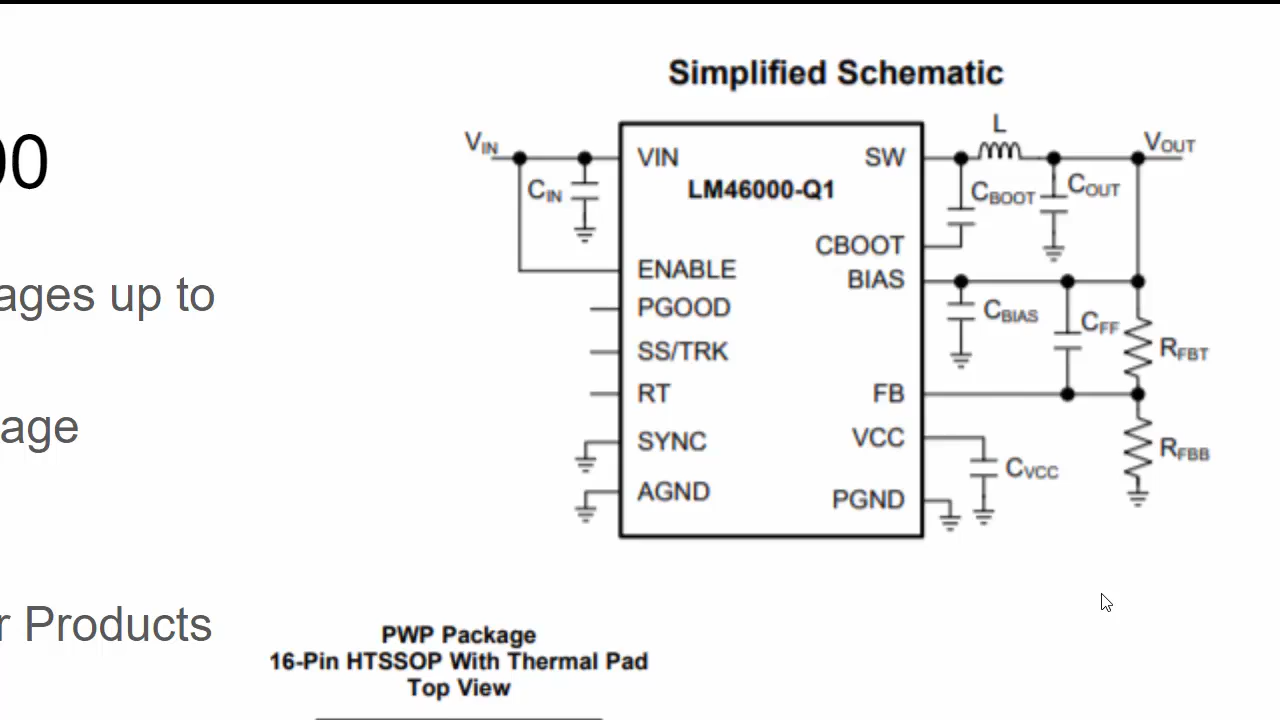 Simplified Schematic
00
ages up to
age
r Products
VIN
CIN
VIN
ENABLE
PGOOD
SS/TRK
RT
SYNC
AGND
LM46000-Q1
SW
CBOOT
BIAS
FB
VCC
PGND
L
VOUT
CBOOT
COUT
CBIAS
CFF
RFBT
RFBB
CVCC
PWP Package
16-Pin HTSSOP With Thermal Pad
Top View